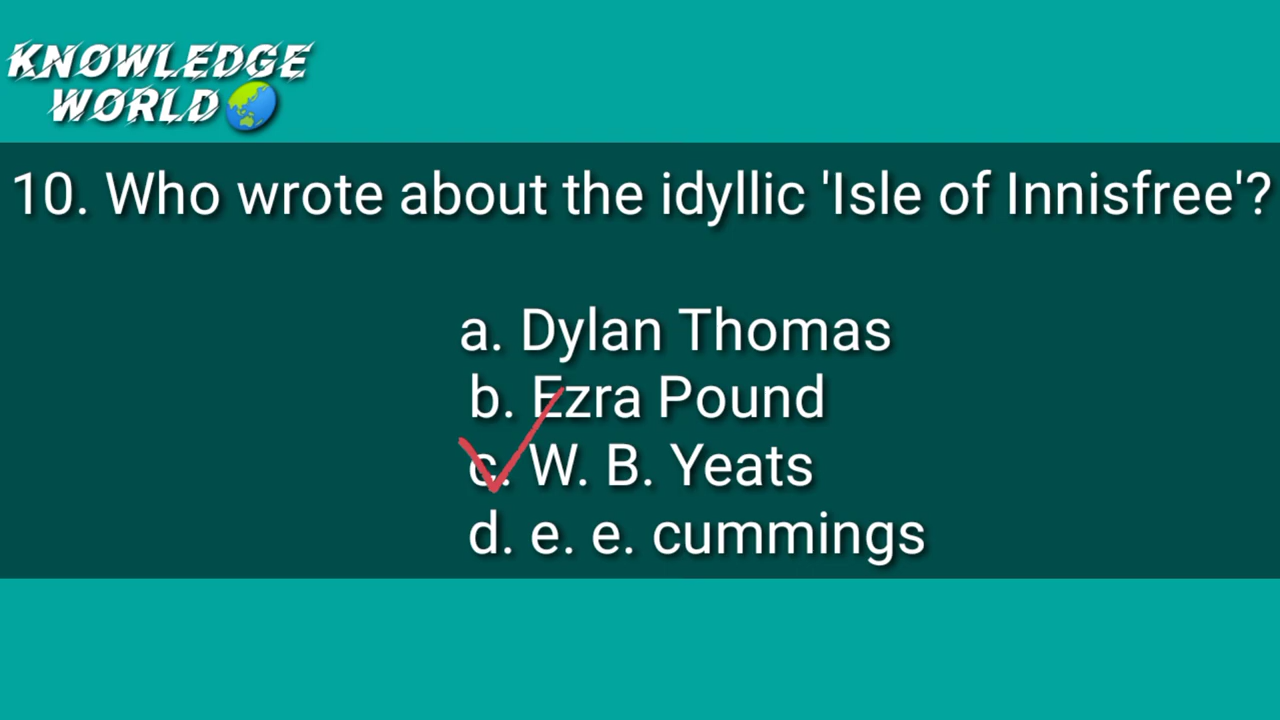 KNOWLEDGE
WORLD
10. Who wrote about the idyllic 'Isle of Innisfree'?
a. Dylan Thomas
b. Ezra Pound
c. W. B. Yeats
d. e. e. cummings